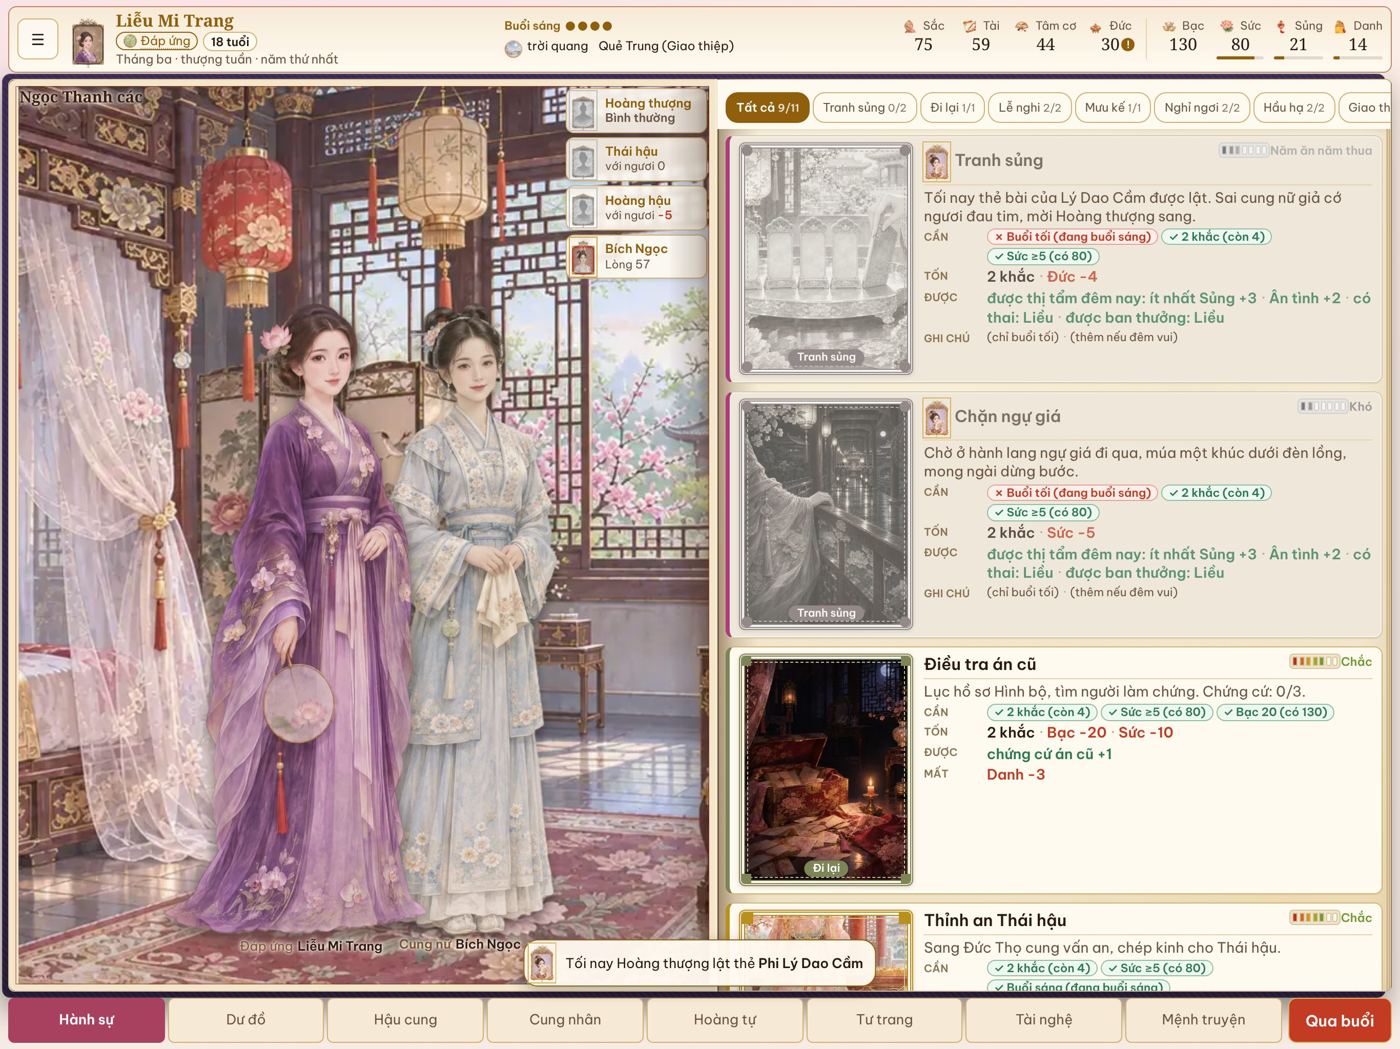 ☰
Liễu Mi Trang
Đáp ứng 18 tuổi
Tháng ba · thượng tuần · năm thứ nhất
Buổi sáng
trời quang Quẻ Trung (Giao thiệp)
Sắc Tài Tâm cơ Đức Bạc Sức Sủng Danh
75 59 44 30 ! 130 80 21 14
Ngọc Thanh các
Hoàng thượng
Bình thường
Thái hậu
với ngươi 0
Hoàng hậu
với ngươi -5
Bích Ngọc
Lòng 57
Đáp ứng Liễu Mi Trang
Cung nữ Bích Ngọc
Tất cả 9/11 Tranh sủng 0/2 Đi lại 1/1 Lễ nghi 2/2 Mưu kế 1/1 Nghỉ ngơi 2/2 Hầu hạ 2/2 Giao th
Tranh sủng
Tranh sủng Năm ăn năm thua
Tối nay thẻ bài của Lý Dao Cầm được lật. Sai cung nữ giả cớ
ngươi đau tim, mời Hoàng thượng sang.
CẦN × Buổi tối (đang buổi sáng) ✓ 2 khắc (còn 4)
✓ Sức ≥5 (có 80)
TỐN 2 khắc · Đức -4
ĐƯỢC được thị tẩm đêm nay: ít nhất Sủng +3 · Ân tình +2 · có
thai: Liều · được ban thưởng: Liều
GHI CHÚ (chỉ buổi tối) · (thêm nếu đêm vui)
Tranh sủng
Chặn ngự giá Khó
Chờ ở hành lang ngự giá đi qua, múa một khúc dưới đèn lồng,
mong ngài dừng bước.
CẦN × Buổi tối (đang buổi sáng) ✓ 2 khắc (còn 4)
✓ Sức ≥5 (có 80)
TỐN 2 khắc · Sức -5
ĐƯỢC được thị tẩm đêm nay: ít nhất Sủng +3 · Ân tình +2 · có
thai: Liều · được ban thưởng: Liều
GHI CHÚ (chỉ buổi tối) · (thêm nếu đêm vui)
Đi lại
Điều tra án cũ Chắc
Lục hồ sơ Hình bộ, tìm người làm chứng. Chứng cứ: 0/3.
CẦN ✓ 2 khắc (còn 4) ✓ Sức ≥5 (có 80) ✓ Bạc 20 (có 130)
TỐN 2 khắc · Bạc -20 · Sức -10
ĐƯỢC chứng cứ án cũ +1
MẤT Danh -3
Thỉnh an Thái hậu Chắc
Sang Đức Thọ cung vấn an, chép kinh cho Thái hậu.
CẦN ✓ 2 khắc (còn 4) ✓ Sức ≥5 (có 80)
✓ Buổi sáng (đang buổi sáng)
Tối nay Hoàng thượng lật thẻ Phi Lý Dao Cầm
Hành sự Dư đồ Hậu cung Cung nhân Hoàng tự Tư trang Tài nghệ Mệnh truyện Qua buổi